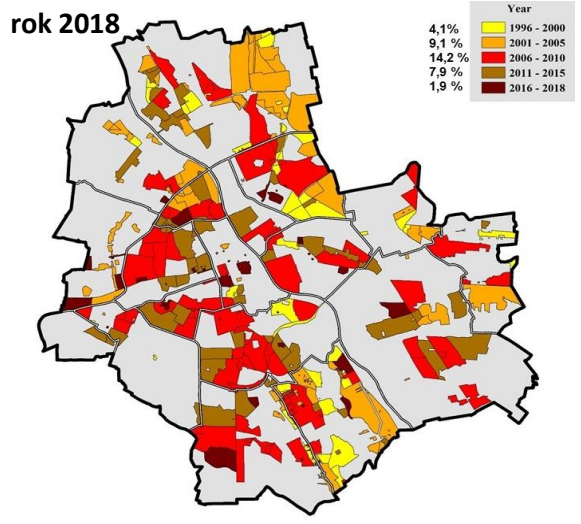 rok 2018
Year
4,1% 1996 - 2000
9,1 % 2001 - 2005
14,2 % 2006 - 2010
7,9 % 2011 - 2015
1,9 % 2016 - 2018